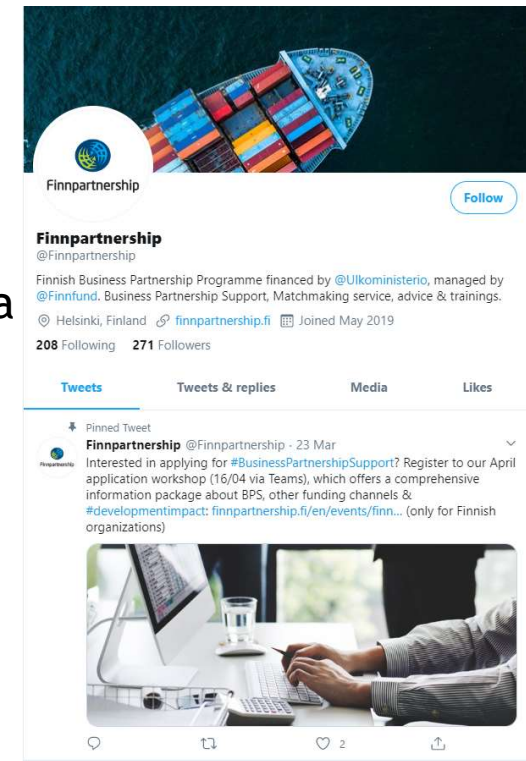 Finnpartnership
Follow
Finnpartnership
@Finnpartnership
Finnish Business Partnership Programme financed by @Ulkoministerio, managed by
@Finnfund. Business Partnership Support, Matchmaking service, advice & trainings.
Helsinki, Finland finnpartnership.fi Joined May 2019
208 Following 271 Followers
a
Tweets Tweets & replies Media Likes
Pinned Tweet
Finnpartnership @Finnpartnership · 23 Mar
Interested in applying for #BusinessPartnershipSupport? Register to our April
application workshop (16/04 via Teams), which offers a comprehensive
information package about BPS, other funding channels &
#developmentimpact: finnpartnership.fi/en/events/finn... (only for Finnish
organizations)
Finnpartnership
2